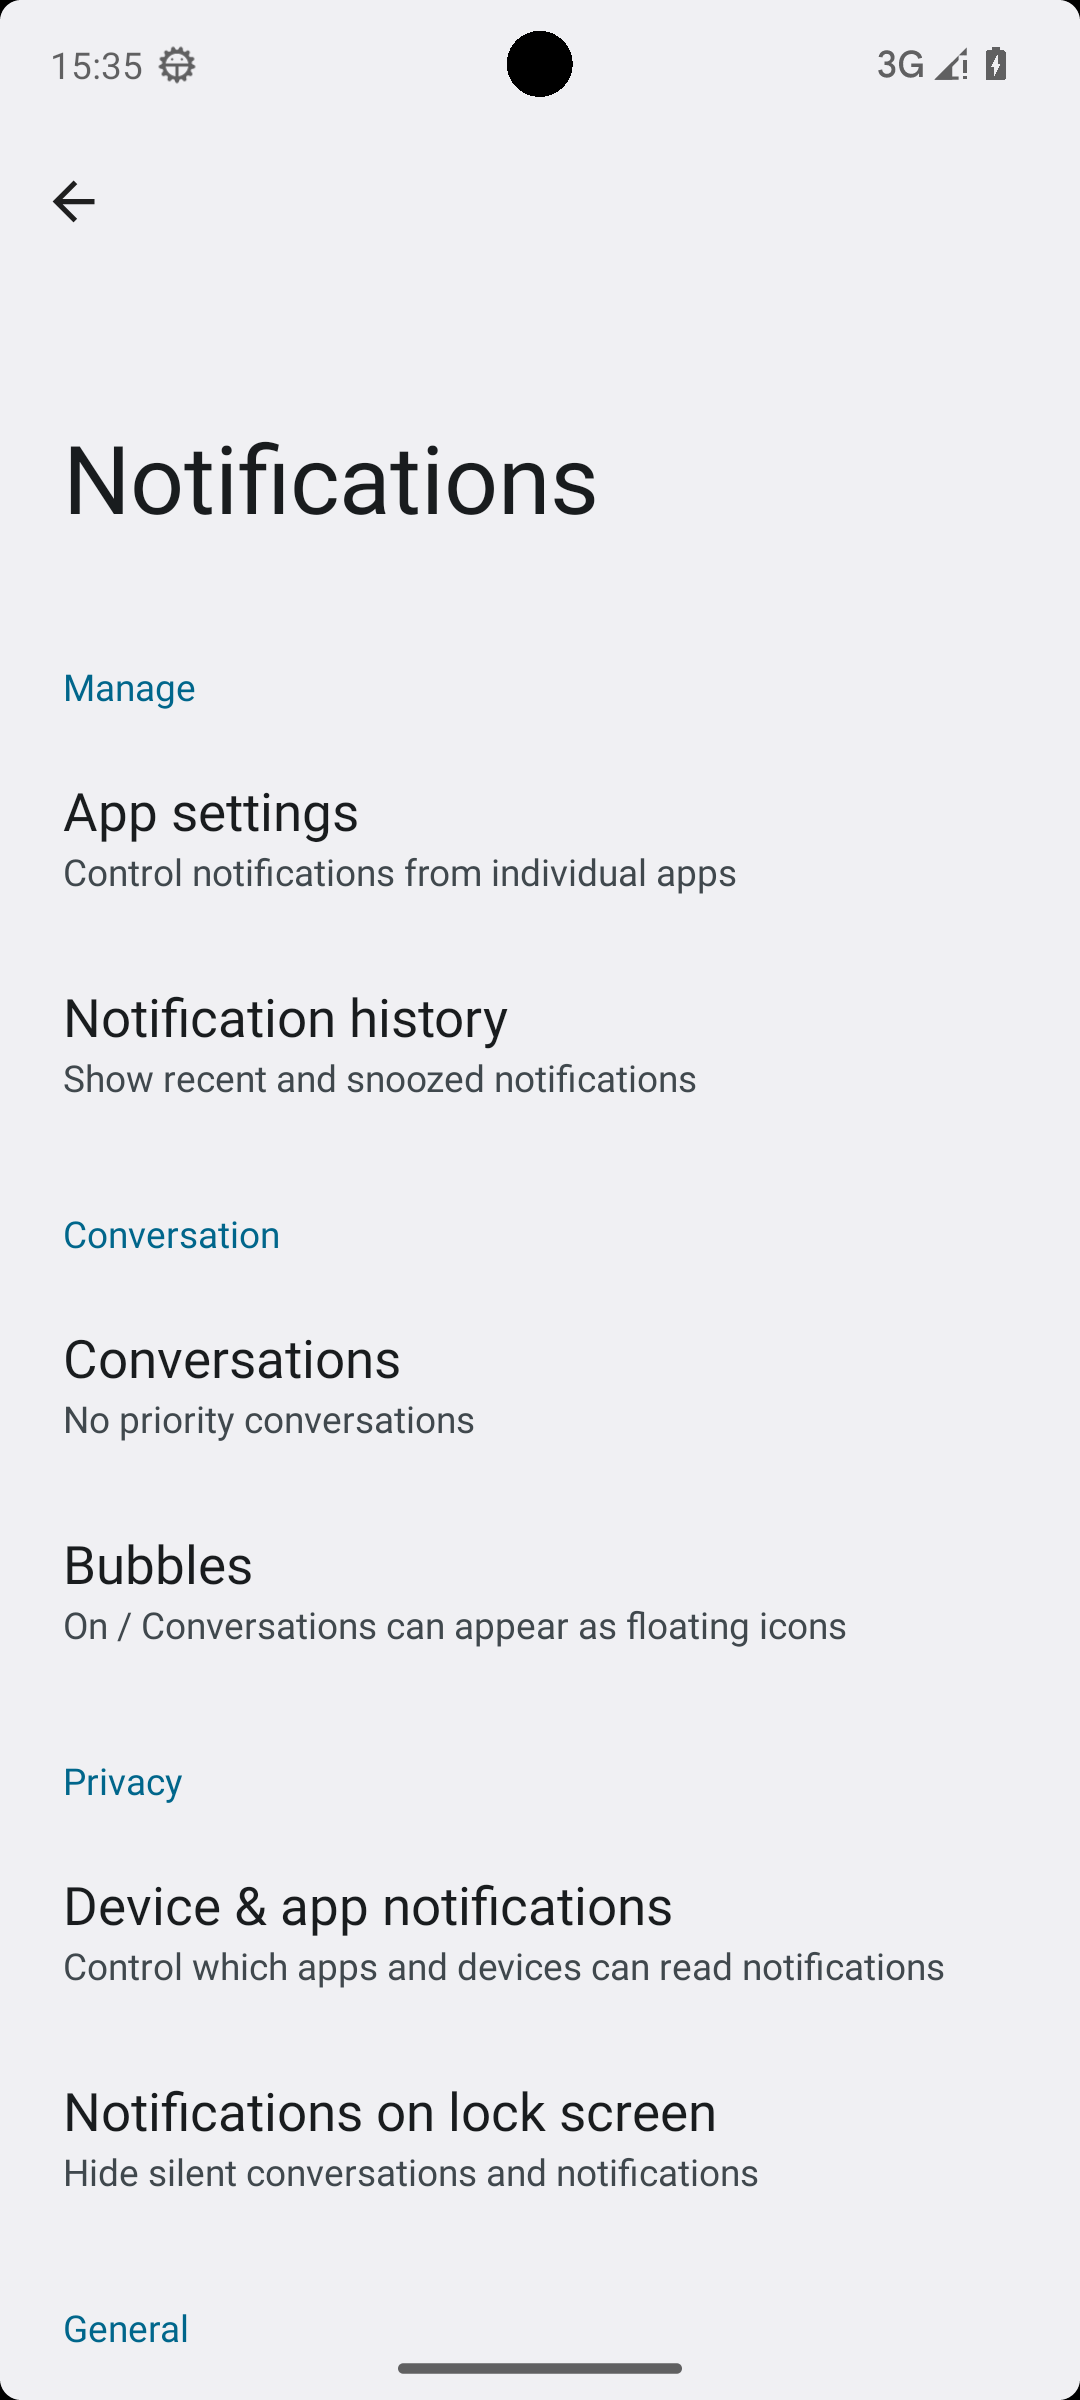 15:35
3G
Notifications
Manage
App settings
Control notifications from individual apps
Notification history
Show recent and snoozed notifications
Conversation
Conversations
No priority conversations
Bubbles
On / Conversations can appear as floating icons
Privacy
Device & app notifications
Control which apps and devices can read notifications
Notifications on lock screen
Hide silent conversations and notifications
General